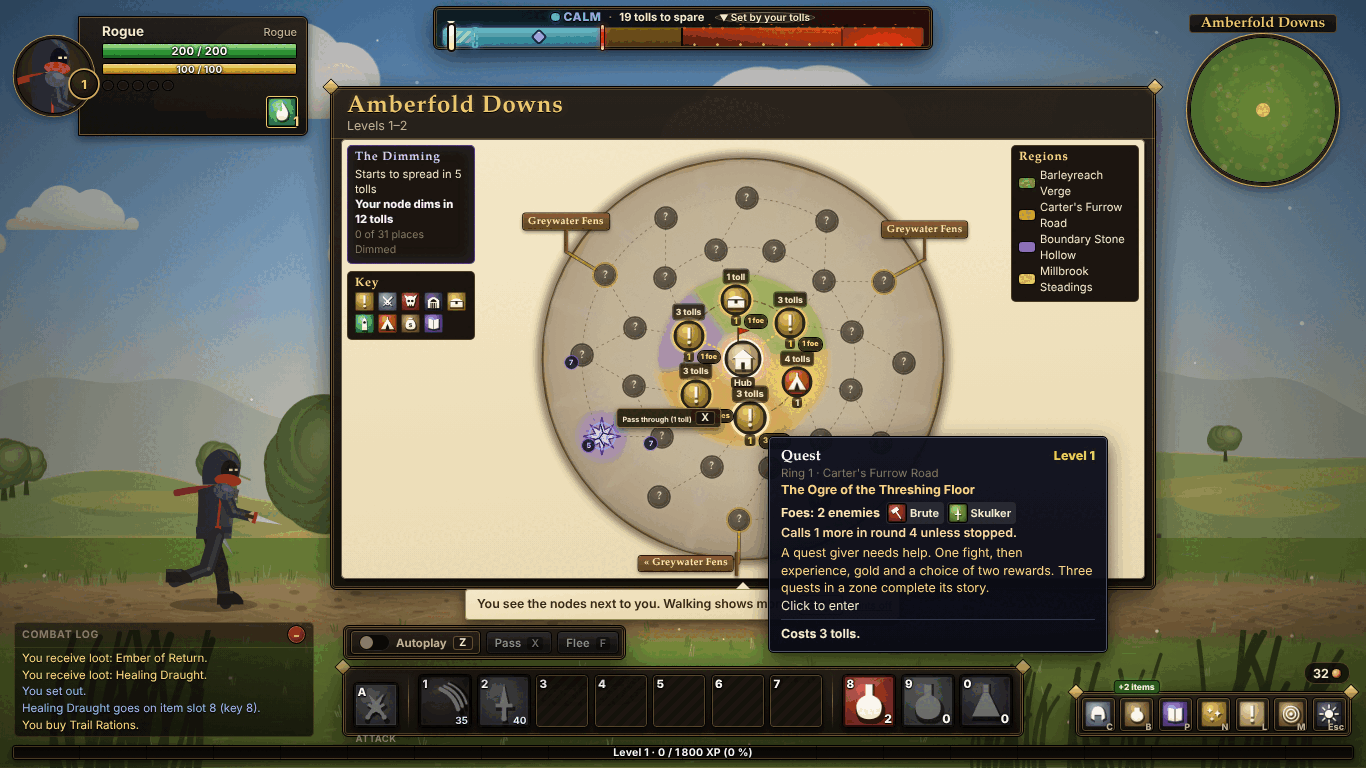 Rogue
Rogue
200 / 200
100 / 100
1
1
CALM · 19 tolls to spare ▼ Set by your tolls
Amberfold Downs
Amberfold Downs
Levels 1–2
The Dimming
Starts to spread in 5
tolls
Your node dims in
12 tolls
0 of 31 places
Dimmed
Key
Regions
Barleyreach
Verge
Carter's Furrow
Road
Boundary Stone
Hollow
Millbrook
Steadings
Greywater Fens
Greywater Fens
« Greywater Fens
? ? ? ? ? ? ? ? ? ? ? ? ? ? ? ? ? ?
1 toll
1 1 foe
3 tolls
1 1 foe
3 tolls
1 1 foe
4 tolls
1
3 tolls
Hub
3 tolls
1 3
Pass through (1 toll) X
7
5
7
Quest
Level 1
Ring 1 · Carter's Furrow Road
The Ogre of the Threshing Floor
Foes: 2 enemies Brute Skulker
Calls 1 more in round 4 unless stopped.
A quest giver needs help. One fight, then
experience, gold and a choice of two rewards. Three
quests in a zone complete its story.
Click to enter
Costs 3 tolls.
You see the nodes next to you. Walking shows m
COMBAT LOG
You receive loot: Ember of Return.
You receive loot: Healing Draught.
You set out.
Healing Draught goes on item slot 8 (key 8).
You buy Trail Rations.
Autoplay Z
Pass X
Flee F
A
ATTACK
1 35
2 40
3
4
5
6
7
8 2
9 0
0 0
32
+2 items
C B P N L M Esc
Level 1 · 0 / 1800 XP (0 %)